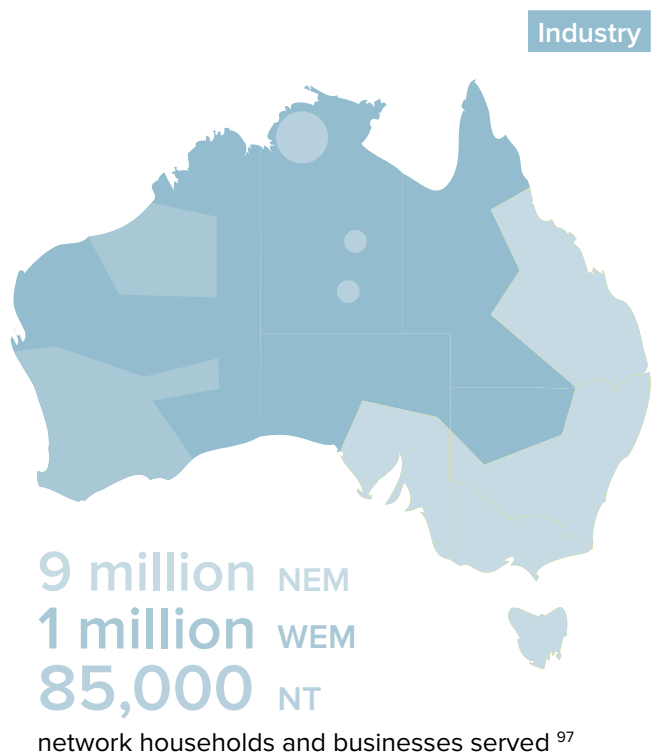 Industry
9 million NEM
1 million WEM
85,000 NT
network households and businesses served 97